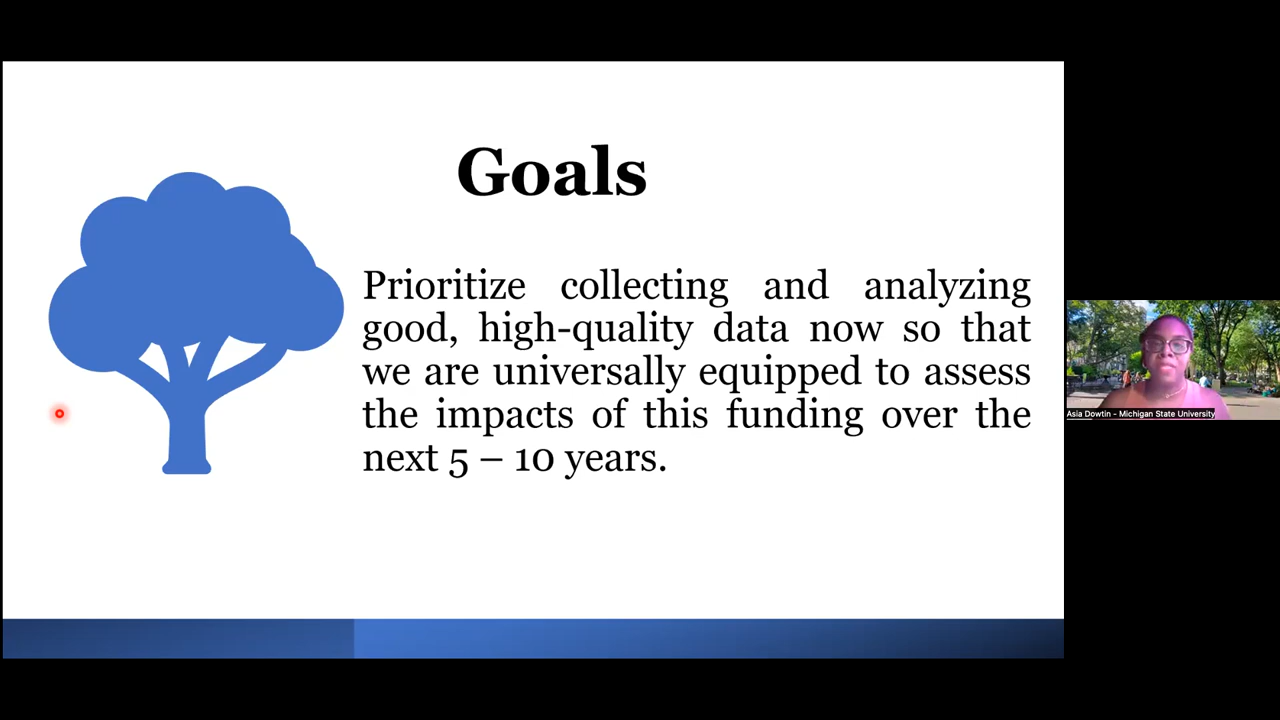 Goals
Prioritize collecting and analyzing
good, high-quality data now so that
we are universally equipped to assess
the impacts of this funding over the
next 5 – 10 years.
Asia Dowtin - Michigan State University